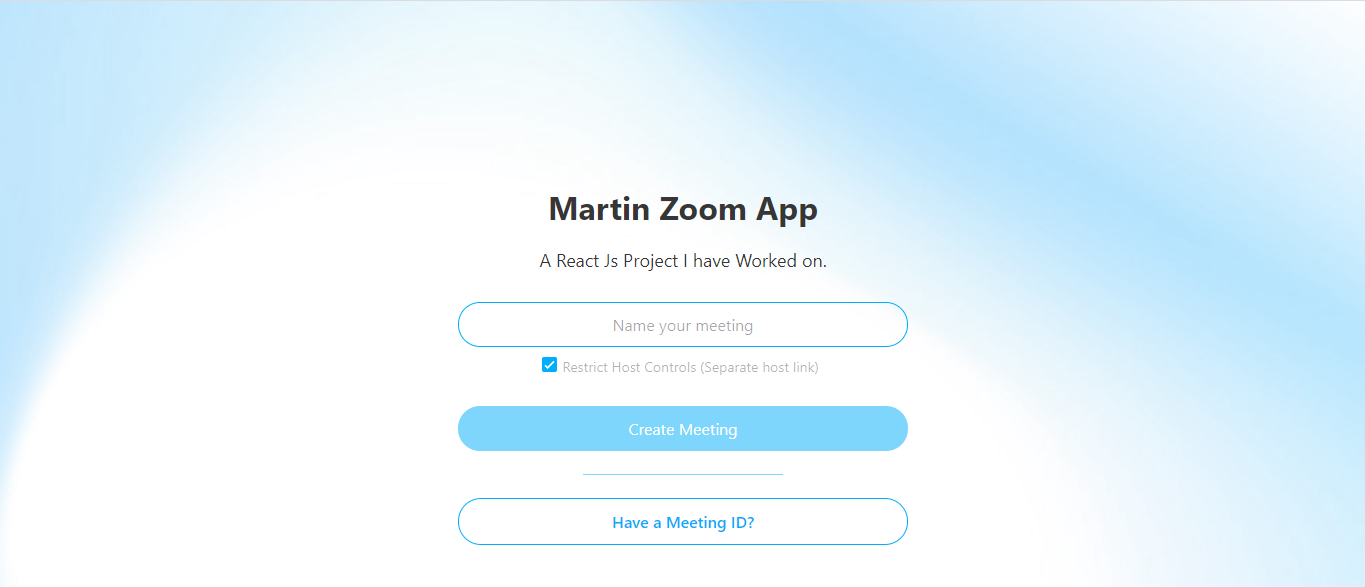 Martin Zoom App
A React Js Project I have Worked on.
Name your meeting
Restrict Host Controls (Separate host link)
Create Meeting
Have a Meeting ID?